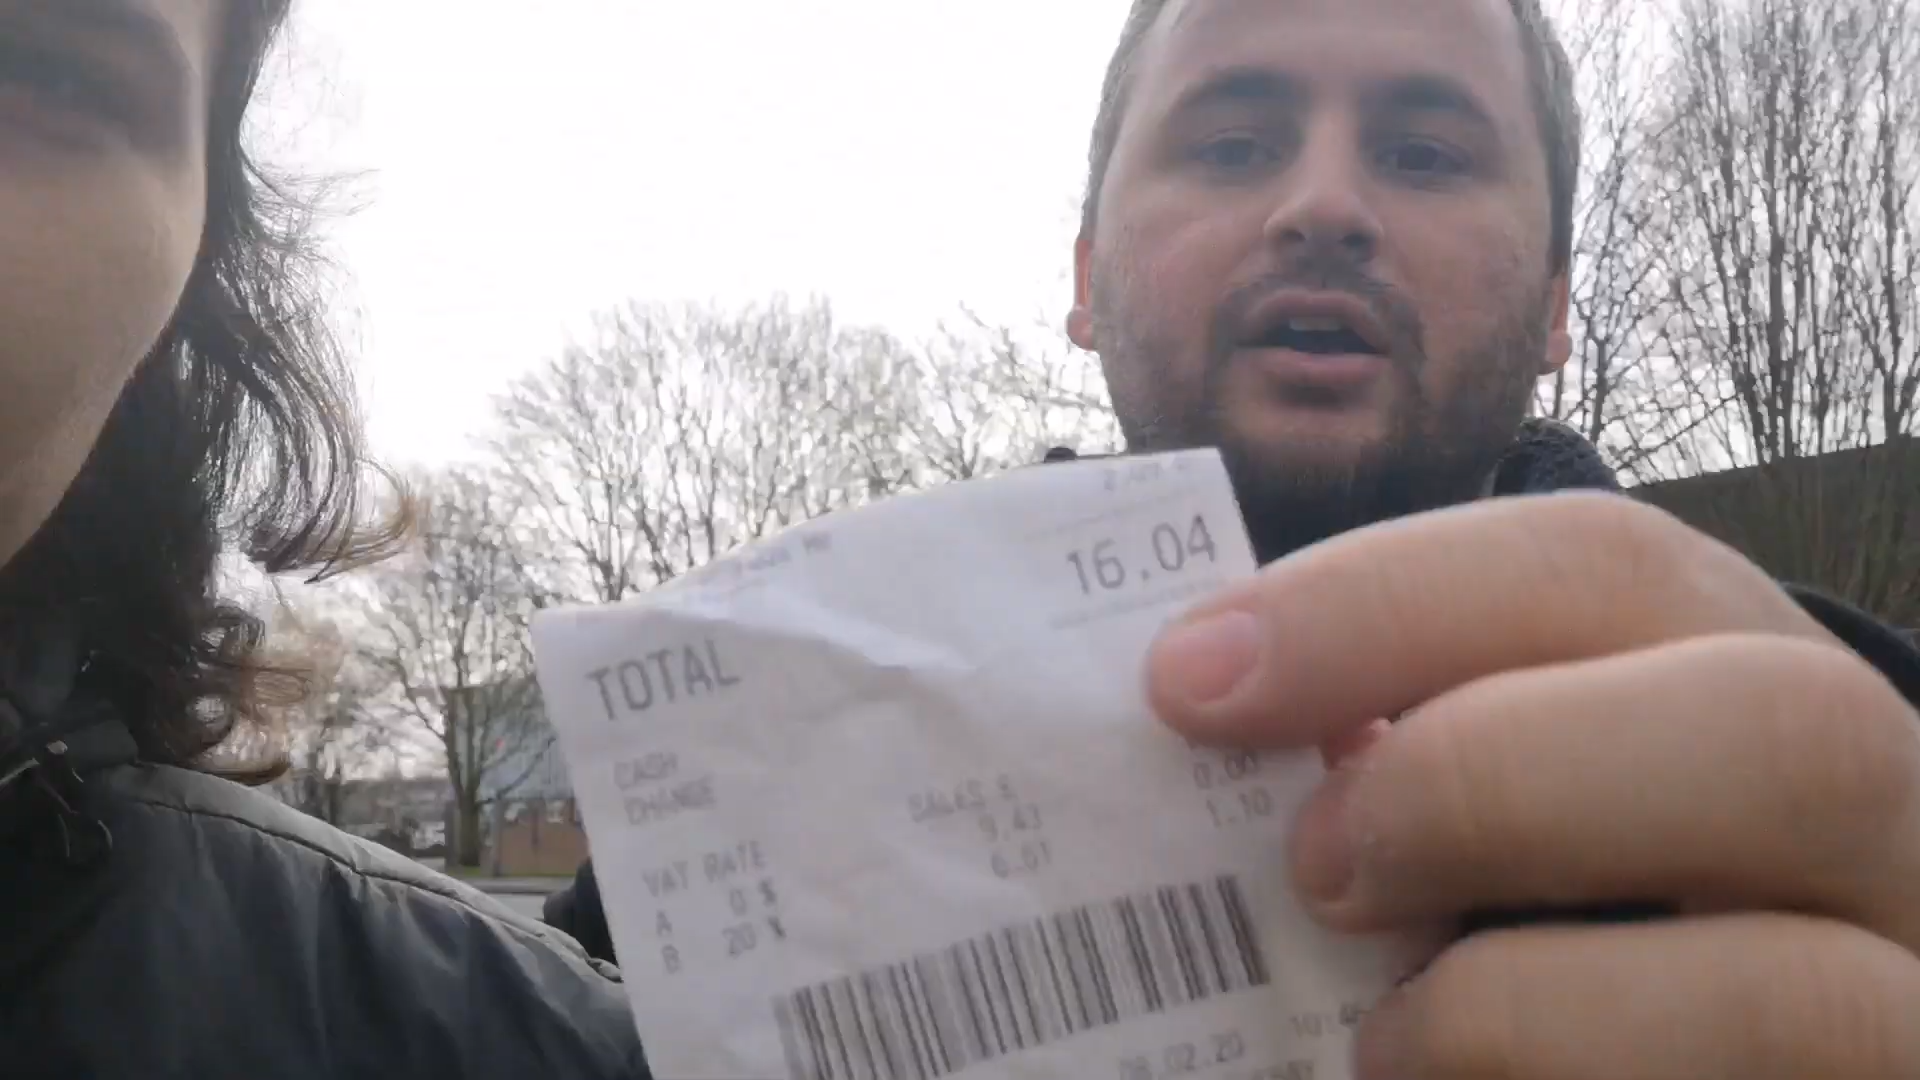 16.04
TOTAL
CASH
CHANGE
VAT RATE SALES £
A 0 % 9.43 0.00
B 20 % 6.61 1.10
.02.20